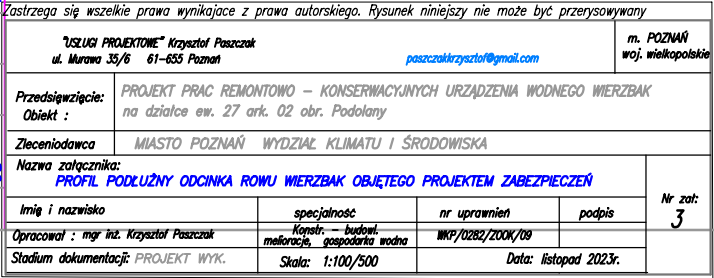 Zastrzega się wszelkie prawa wynikajace z prawa autorskiego. Rysunek niniejszy nie może być przerysowywany
"USŁUGI PROJEKTOWE" Krzysztof Paszczak
ul. Murawa 35/6 61-655 Poznań
paszczakkrzysztof@gmail.com
m. POZNAŃ
woj. wielkopolskie
Przedsięwzięcie: PROJEKT PRAC REMONTOWO – KONSERWACYJNYCH URZĄDZENIA WODNEGO WIERZBAK
Obiekt : na działce ew. 27 ark. 02 obr. Podolany
Zleceniodawca MIASTO POZNAŃ WYDZIAŁ KLIMATU I ŚRODOWISKA
Nazwa załącznika:
PROFIL PODŁUŻNY ODCINKA ROWU WIERZBAK OBJĘTEGO PROJEKTEM ZABEZPIECZEŃ
Nr zał:
3
Imię i nazwisko specjalność nr uprawnień podpis
Opracował : mgr inż. Krzysztof Paszczak Konstr. – budowl. melioracje, gospodarka wodna WKP/0282/ZOOK/09
Stadium dokumentacji: PROJEKT WYK. Skala: 1:100/500 Data: listopad 2023r.